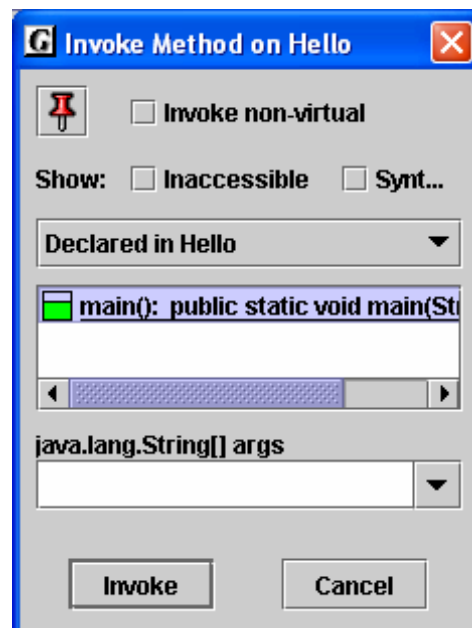 G Invoke Method on Hello
Invoke non-virtual
Show: Inaccessible Synt...
Declared in Hello
main(): public static void main(Str
java.lang.String[] args
Invoke Cancel